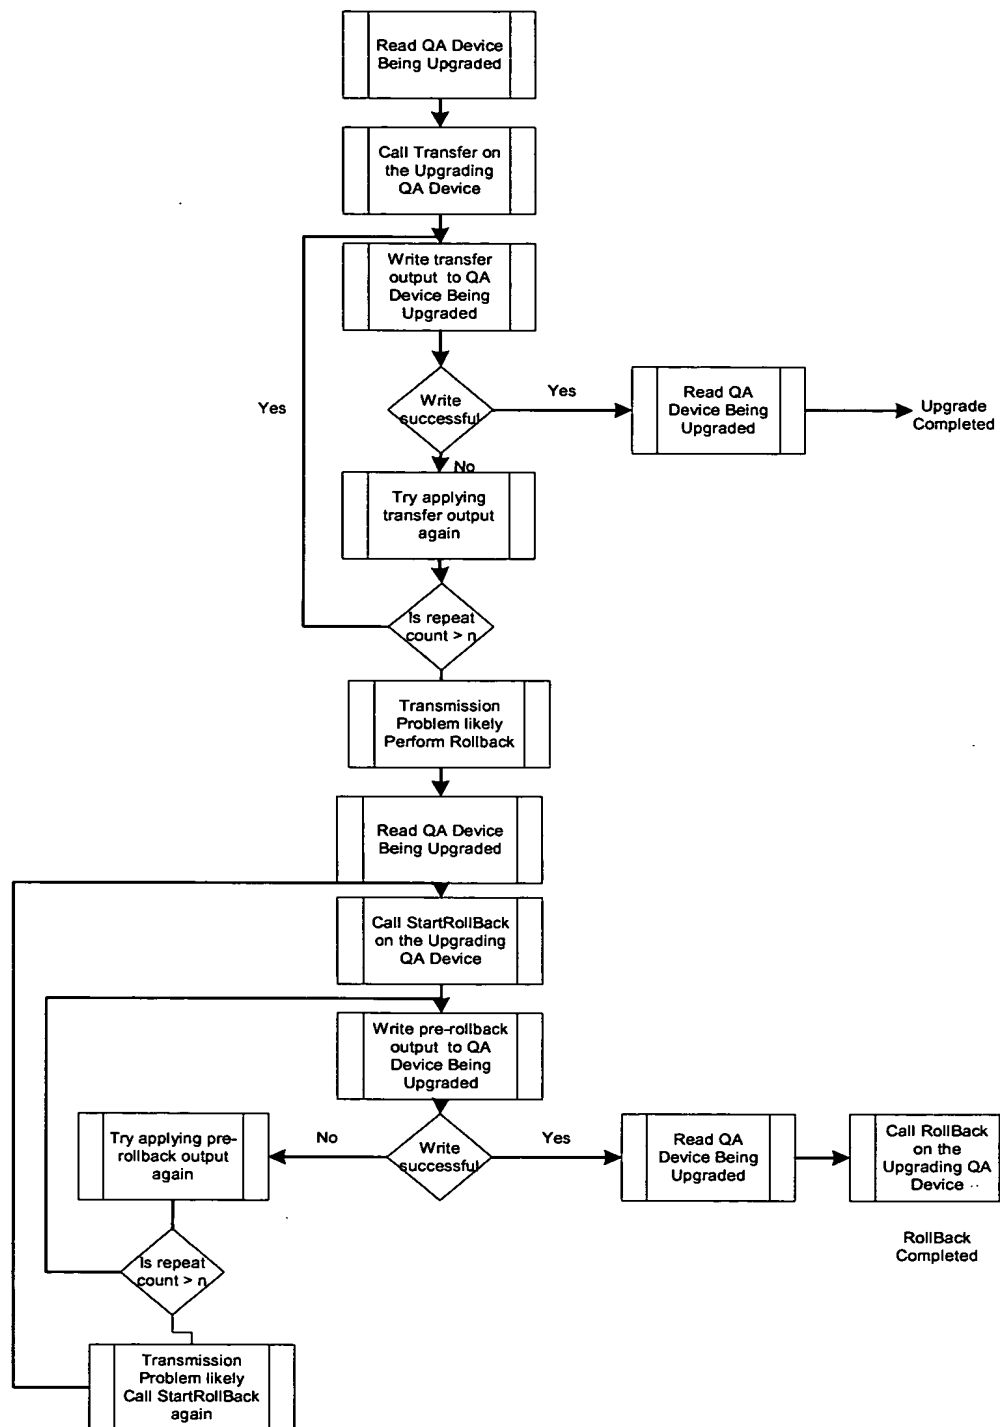 Read QA Device
Being Upgraded
Call Transfer on
the Upgrading
QA Device
Write transfer
output to QA
Device Being
Upgraded
Yes
Write
successful
Yes
Read QA
Device Being
Upgraded
Upgrade
Completed
No
Try applying
transfer output
again
Is repeat
count > n
Transmission
Problem likely
Perform Rollback
Read QA Device
Being Upgraded
Call StartRollBack
on the Upgrading
QA Device
Write pre-rollback
output to QA
Device Being
Upgraded
Try applying pre-
rollback output
again
No
Write
successful
Yes
Read QA
Device Being
Upgraded
Call RollBack
on the
Upgrading QA
Device
RollBack
Completed
Is repeat
count > n
Transmission
Problem likely
Call StartRollBack
again